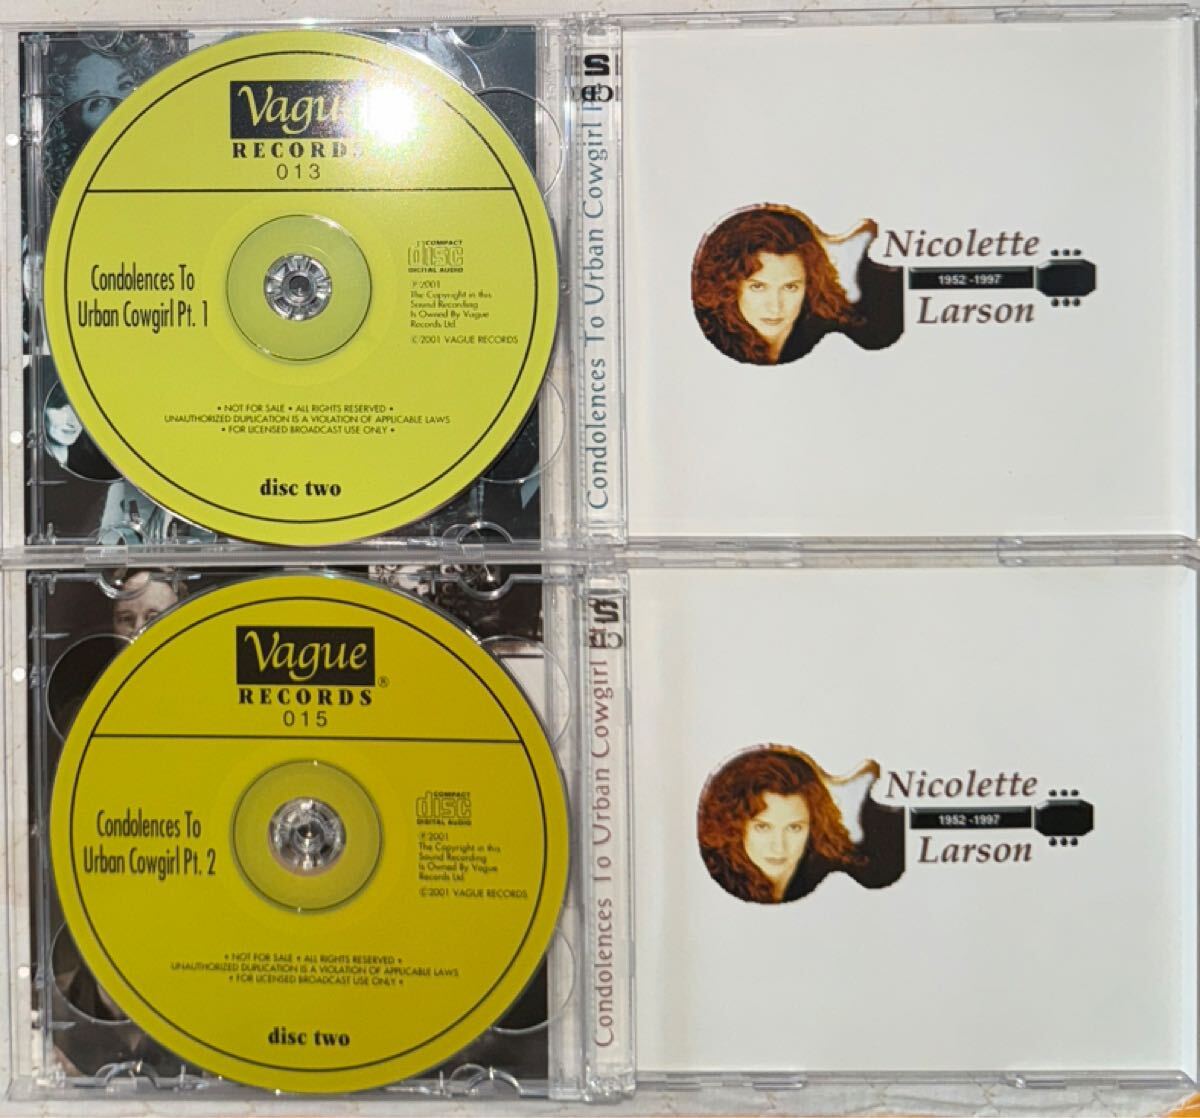 Vague
RECORDS
013
Condolences To
Urban Cowgirl Pt. 1
COMPACT
disc
DIGITAL AUDIO
℗2001
The Copyright in this
Sound Recording
Is Owned By Vague
Records Ltd.
©2001 VAGUE RECORDS
• NOT FOR SALE • ALL RIGHTS RESERVED •
UNAUTHORIZED DUPLICATION IS A VIOLATION OF APPLICABLE LAWS
• FOR LICENSED BROADCAST USE ONLY •
disc two
Condolences To Urban Cowgirl
Nicolette
1952 -1997
Larson
Vague®
RECORDS
015
Condolences To
Urban Cowgirl Pt. 2
COMPACT
disc
DIGITAL AUDIO
℗2001
The Copyright in this
Sound Recording
Is Owned By Vague
Records Ltd.
©2001 VAGUE RECORDS
• NOT FOR SALE • ALL RIGHTS RESERVED •
UNAUTHORIZED DUPLICATION IS A VIOLATION OF APPLICABLE LAWS
• FOR LICENSED BROADCAST USE ONLY •
disc two
Condolences To Urban Cowgirl
Nicolette
1952 -1997
Larson